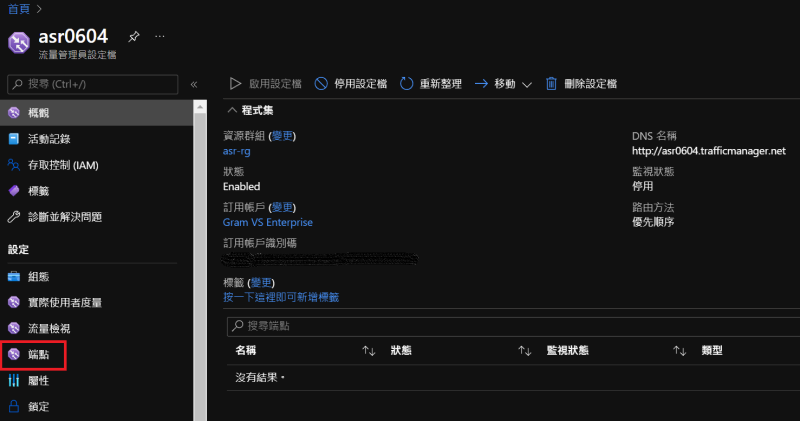 首頁 >
asr0604
流量管理員設定檔
搜尋 (Ctrl+/)
概觀
活動記錄
存取控制 (IAM)
標籤
診斷並解決問題
設定
組態
實際使用者度量
流量檢視
端點
屬性
鎖定
啟用設定檔 停用設定檔 重新整理 移動 刪除設定檔
程式集
資源群組 (變更)
asr-rg
狀態
Enabled
訂用帳戶 (變更)
Gram VS Enterprise
訂用帳戶識別碼
標籤 (變更)
按一下這裡即可新增標籤
DNS 名稱
http://asr0604.trafficmanager.net
監視狀態
停用
路由方法
優先順序
搜尋端點
名稱 狀態 監視狀態 類型
沒有結果。